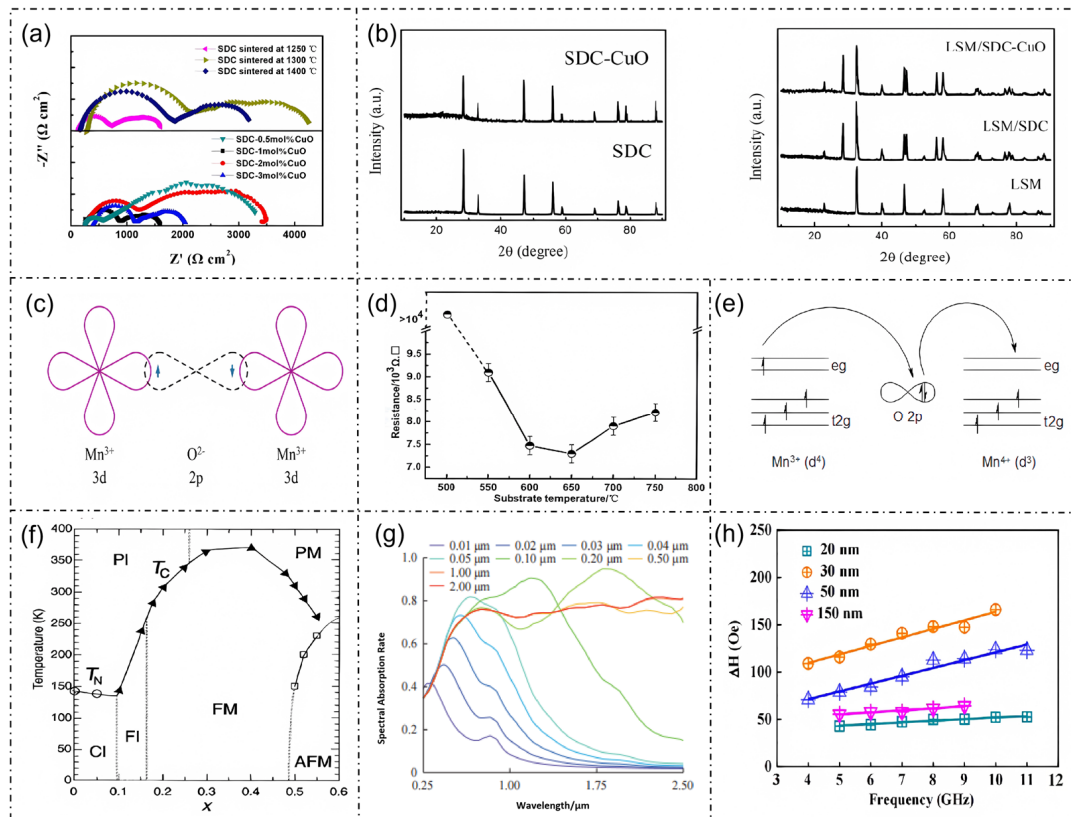 (a)
SDC sintered at 1250 ℃
SDC sintered at 1300 ℃
SDC sintered at 1400 ℃
SDC-0.5mol%CuO
SDC-1mol%CuO
SDC-2mol%CuO
SDC-3mol%CuO
-Z'' (Ω cm²)
0 1000 2000 3000 4000
Z' (Ω cm²)
(b)
SDC-CuO
SDC
Intensity (a.u.)
20 40 60 80
2θ (degree)
LSM/SDC-CuO
LSM/SDC
LSM
Intensity (a.u.)
20 40 60 80
2θ (degree)
(c)
Mn³⁺ O²⁻ Mn³⁺
3d 2p 3d
(d)
>10⁴
9.5
9.0
8.5
8.0
7.5
7.0
Resistance/10³Ω.□
500 550 600 650 700 750 800
Substrate temperature/℃
(e)
eg eg
O 2p
t2g t2g
Mn³⁺ (d⁴) Mn⁴⁺ (d³)
(f)
400
350
300
250
200
150
100
50
0
Temperature (K)
PI
PM
T_C
T_N
FM
CI
FI
AFM
0 0.1 0.2 0.3 0.4 0.5 0.6
x
(g)
0.01 μm 0.02 μm 0.03 μm 0.04 μm
0.05 μm 0.10 μm 0.20 μm 0.50 μm
1.00 μm
2.00 μm
1.0
0.8
0.6
0.4
0.2
0
Spectral Absorption Rate
0.25 1.00 1.75 2.50
Wavelength/μm
(h)
20 nm
30 nm
50 nm
150 nm
250
200
150
100
50
0
ΔH (Oe)
3 4 5 6 7 8 9 10 11 12
Frequency (GHz)